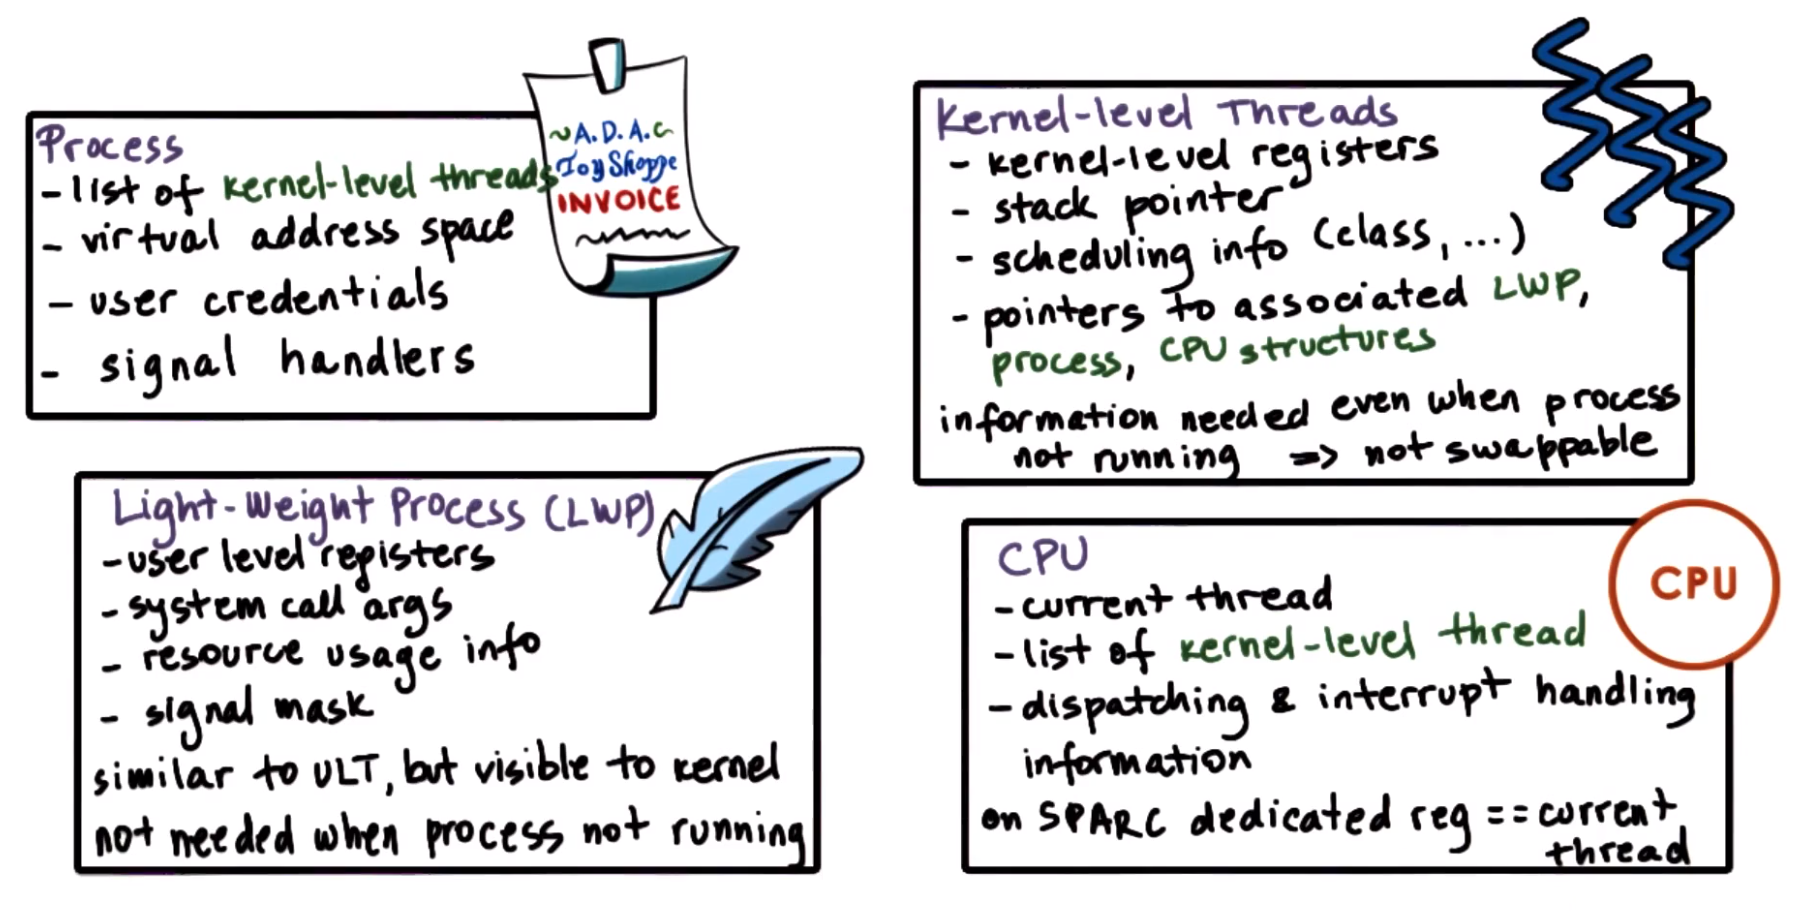 Process
- list of kernel-level threads
- virtual address space
- user credentials
- signal handlers
~A.D.A.C~
Toy Shoppe
INVOICE
Kernel-level Threads
- kernel-level registers
- stack pointer
- scheduling info (class, ...)
- pointers to associated LWP,
process, CPU structures
information needed even when process
not running => not swappable
Light-Weight Process (LWP)
- user level registers
- system call args
- resource usage info
- signal mask
similar to ULT, but visible to kernel
not needed when process not running
CPU
CPU
- current thread
- list of kernel-level thread
- dispatching & interrupt handling
information
on SPARC dedicated reg == current
thread